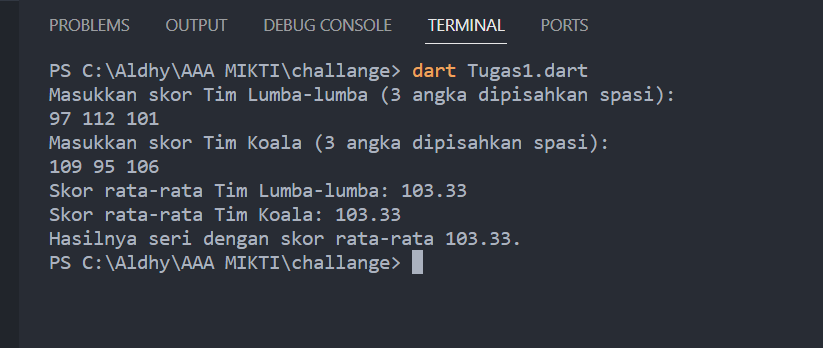 PROBLEMS OUTPUT DEBUG CONSOLE TERMINAL PORTS
PS C:\Aldhy\AAA MIKTI\challange> dart Tugas1.dart
Masukkan skor Tim Lumba-lumba (3 angka dipisahkan spasi):
97 112 101
Masukkan skor Tim Koala (3 angka dipisahkan spasi):
109 95 106
Skor rata-rata Tim Lumba-lumba: 103.33
Skor rata-rata Tim Koala: 103.33
Hasilnya seri dengan skor rata-rata 103.33.
PS C:\Aldhy\AAA MIKTI\challange>